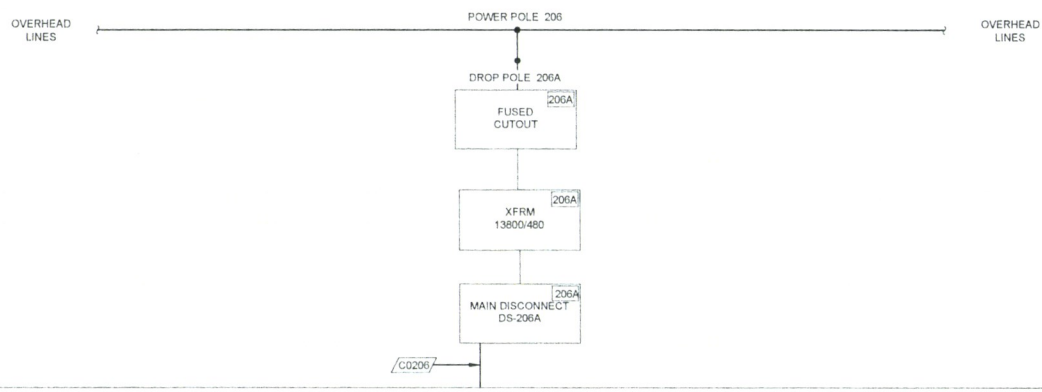 POWER POLE 206
OVERHEAD
LINES
OVERHEAD
LINES
DROP POLE 206A
206A
FUSED
CUTOUT
206A
XFRM
13800/480
206A
MAIN DISCONNECT
DS-206A
C0206